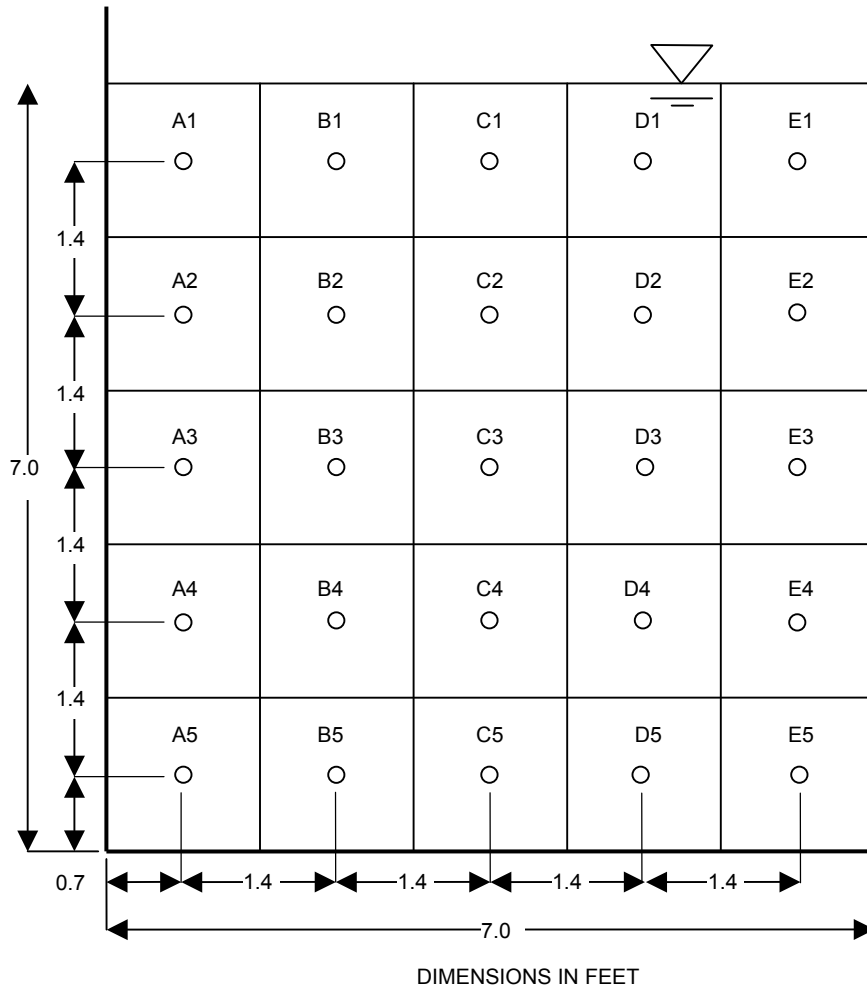 A1 B1 C1 D1 E1
1.4
A2 B2 C2 D2 E2
1.4
A3 B3 C3 D3 E3
7.0
1.4
A4 B4 C4 D4 E4
1.4
A5 B5 C5 D5 E5
0.7 1.4 1.4 1.4 1.4
7.0
DIMENSIONS IN FEET